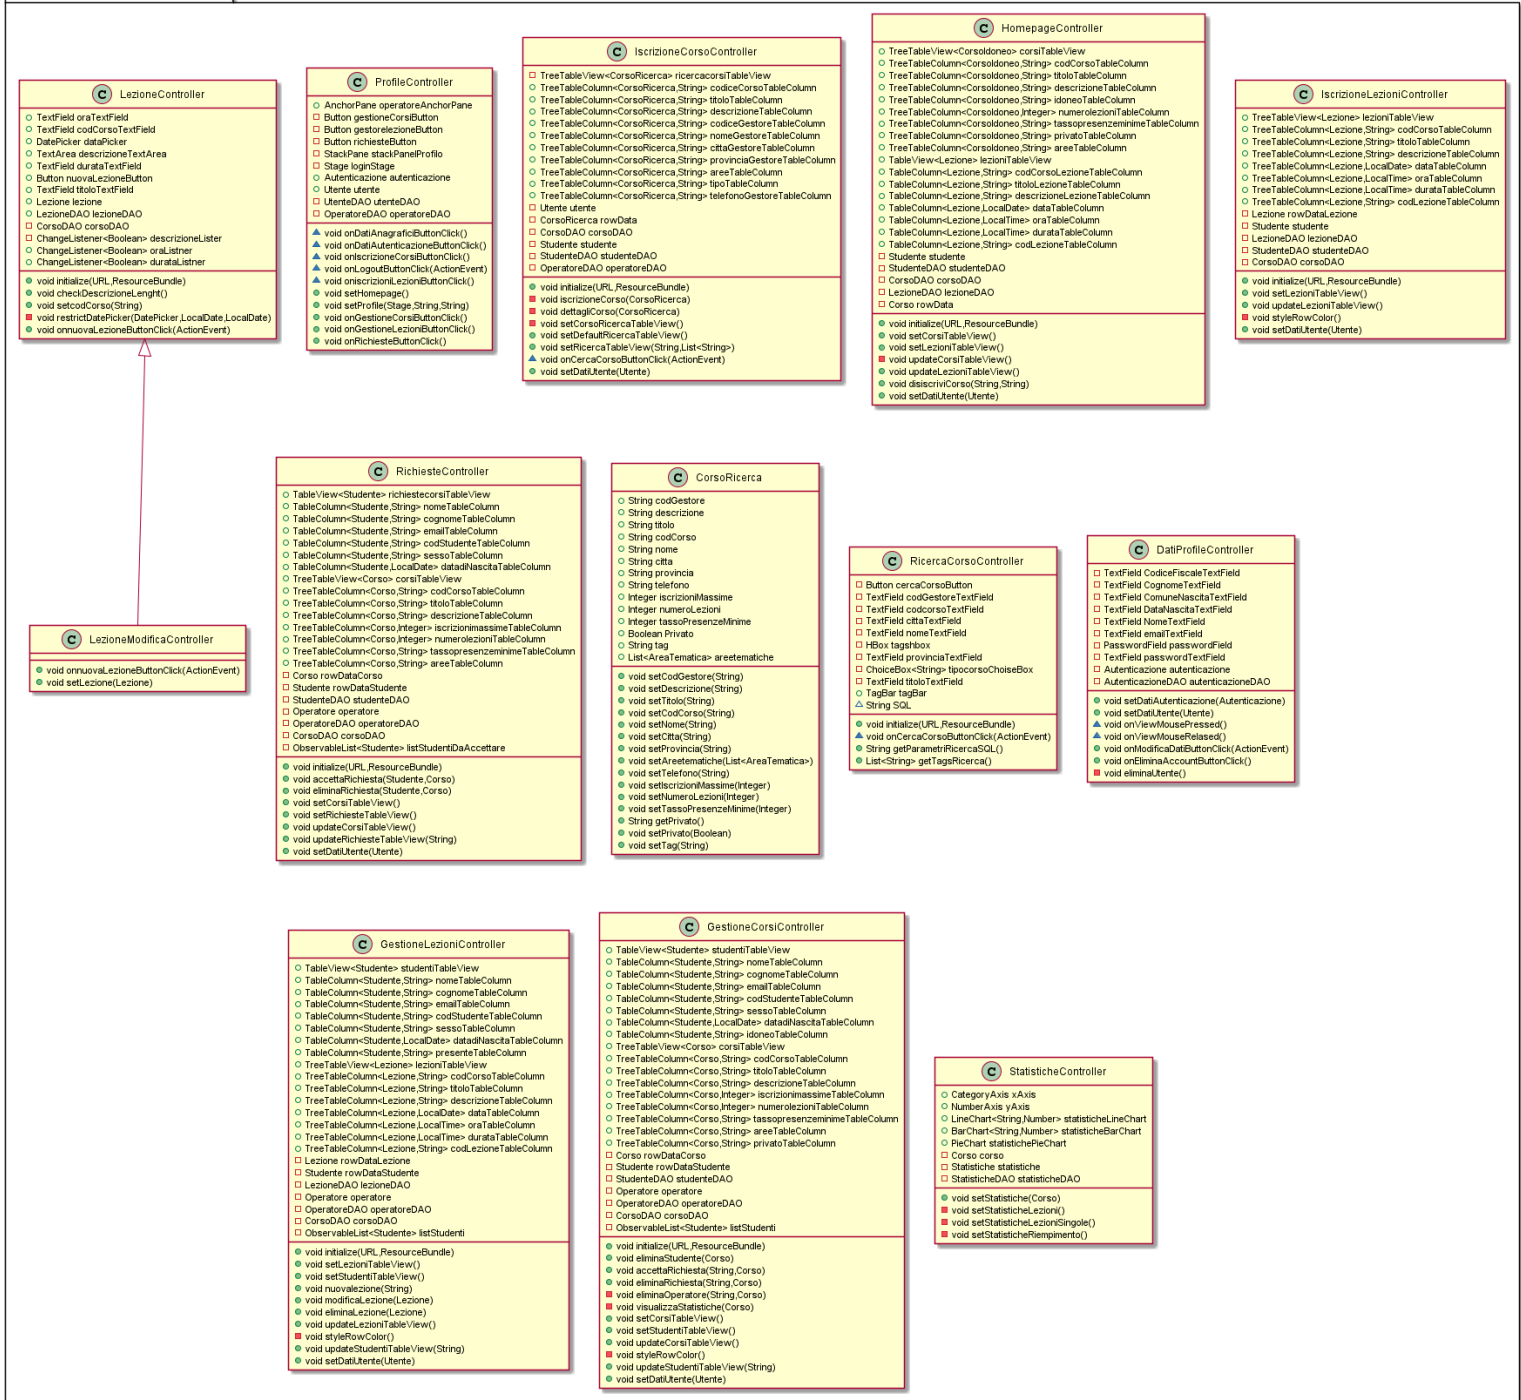 LezioneController
TextField oraTextField
TextField codCorsoTextField
DatePicker dataPicker
TextArea descrizioneTextArea
TextField durataTextField
Button nuovaLezioneButton
TextField titoloTextField
Lezione lezione
LezioneDAO lezioneDAO
CorsoDAO corsoDAO
ChangeListener<Boolean> descrizioneLister
ChangeListener<Boolean> oraListner
ChangeListener<Boolean> durataListner
void initialize(URL,ResourceBundle)
void checkDescrizioneLenght()
void setcodCorso(String)
void restrictDatePicker(DatePicker,LocalDate,LocalDate)
void onnuovaLezioneButtonClick(ActionEvent)
ProfileController
AnchorPane operatoreAnchorPane
Button gestioneCorsiButton
Button gestorelezioneButton
Button richiesteButton
StackPane stackPanelProfilo
Stage loginStage
Autenticazione autenticazione
Utente utente
UtenteDAO utenteDAO
OperatoreDAO operatoreDAO
void onDatiAnagraficiButtonClick()
void onDatiAutenticazioneButtonClick()
void onIscrizioneCorsiButtonClick()
void onLogoutButtonClick(ActionEvent)
void oniscrizioniLezioniButtonClick()
void setHomepage()
void setProfile(Stage,String,String)
void onGestioneCorsiButtonClick()
void onGestioneLezioniButtonClick()
void onRichiesteButtonClick()
IscrizioneCorsoController
TreeTableView<CorsoRicerca> ricercacorsiTableView
TreeTableColumn<CorsoRicerca,String> codiceCorsoTableColumn
TreeTableColumn<CorsoRicerca,String> titoloTableColumn
TreeTableColumn<CorsoRicerca,String> descrizioneTableColumn
TreeTableColumn<CorsoRicerca,String> codiceGestoreTableColumn
TreeTableColumn<CorsoRicerca,String> nomeGestoreTableColumn
TreeTableColumn<CorsoRicerca,String> cittaGestoreTableColumn
TreeTableColumn<CorsoRicerca,String> provinciaGestoreTableColumn
TreeTableColumn<CorsoRicerca,String> areeTableColumn
TreeTableColumn<CorsoRicerca,String> tipoTableColumn
TreeTableColumn<CorsoRicerca,String> telefonoGestoreTableColumn
Utente utente
CorsoRicerca rowData
CorsoDAO corsoDAO
Studente studente
StudenteDAO studenteDAO
OperatoreDAO operatoreDAO
void initialize(URL,ResourceBundle)
void iscrizioneCorso(CorsoRicerca)
void dettagliCorso(CorsoRicerca)
void setCorsoRicercaTableView()
void setDefaultRicercaTableView()
void setRicercaTableView(String,List<String>)
void onCercaCorsoButtonClick(ActionEvent)
void setDatiUtente(Utente)
HomepageController
TreeTableView<CorsoIdoneo> corsiTableView
TreeTableColumn<CorsoIdoneo,String> codCorsoTableColumn
TreeTableColumn<CorsoIdoneo,String> titoloTableColumn
TreeTableColumn<CorsoIdoneo,String> descrizioneTableColumn
TreeTableColumn<CorsoIdoneo,String> idoneoTableColumn
TreeTableColumn<CorsoIdoneo,Integer> numerolezioniTableColumn
TreeTableColumn<CorsoIdoneo,String> tassopresenzeminimeTableColumn
TreeTableColumn<CorsoIdoneo,String> privatoTableColumn
TreeTableColumn<CorsoIdoneo,String> areeTableColumn
TableView<Lezione> lezioniTableView
TableColumn<Lezione,String> codCorsoLezioneTableColumn
TableColumn<Lezione,String> titoloLezioneTableColumn
TableColumn<Lezione,String> descrizioneLezioneTableColumn
TableColumn<Lezione,LocalDate> dataTableColumn
TableColumn<Lezione,LocalTime> oraTableColumn
TableColumn<Lezione,LocalTime> durataTableColumn
TableColumn<Lezione,String> codLezioneTableColumn
Studente studente
StudenteDAO studenteDAO
CorsoDAO corsoDAO
LezioneDAO lezioneDAO
Corso rowData
void initialize(URL,ResourceBundle)
void setCorsiTableView()
void setLezioniTableView()
void updateCorsiTableView()
void updateLezioniTableView()
void disiscriviCorso(String,String)
void setDatiUtente(Utente)
IscrizioneLezioniController
TreeTableView<Lezione> lezioniTableView
TreeTableColumn<Lezione,String> codCorsoTableColumn
TreeTableColumn<Lezione,String> titoloTableColumn
TreeTableColumn<Lezione,String> descrizioneTableColumn
TreeTableColumn<Lezione,LocalDate> dataTableColumn
TreeTableColumn<Lezione,LocalTime> oraTableColumn
TreeTableColumn<Lezione,LocalTime> durataTableColumn
TreeTableColumn<Lezione,String> codLezioneTableColumn
Lezione rowDataLezione
Studente studente
LezioneDAO lezioneDAO
StudenteDAO studenteDAO
CorsoDAO corsoDAO
void initialize(URL,ResourceBundle)
void setLezioniTableView()
void updateLezioniTableView()
void styleRowColor()
void setDatiUtente(Utente)
LezioneModificaController
void onnuovaLezioneButtonClick(ActionEvent)
void setLezione(Lezione)
RichiesteController
TableView<Studente> richiestecorsiTableView
TableColumn<Studente,String> nomeTableColumn
TableColumn<Studente,String> cognomeTableColumn
TableColumn<Studente,String> emailTableColumn
TableColumn<Studente,String> codStudenteTableColumn
TableColumn<Studente,String> sessoTableColumn
TableColumn<Studente,LocalDate> datadiNascitaTableColumn
TreeTableView<Corso> corsiTableView
TreeTableColumn<Corso,String> codCorsoTableColumn
TreeTableColumn<Corso,String> titoloTableColumn
TreeTableColumn<Corso,String> descrizioneTableColumn
TreeTableColumn<Corso,Integer> iscrizionimassimeTableColumn
TreeTableColumn<Corso,Integer> numerolezioniTableColumn
TreeTableColumn<Corso,String> tassopresenzeminimeTableColumn
TreeTableColumn<Corso,String> areeTableColumn
Corso rowDataCorso
Studente rowDataStudente
StudenteDAO studenteDAO
Operatore operatore
OperatoreDAO operatoreDAO
CorsoDAO corsoDAO
ObservableList<Studente> listStudentiDaAccettare
void initialize(URL,ResourceBundle)
void accettaRichiesta(Studente,Corso)
void eliminaRichiesta(Studente,Corso)
void setCorsiTableView()
void setRichiesteTableView()
void updateCorsiTableView()
void updateRichiesteTableView(String)
void setDatiUtente(Utente)
CorsoRicerca
String codGestore
String descrizione
String titolo
String codCorso
String nome
String citta
String provincia
String telefono
Integer iscrizioniMassime
Integer numeroLezioni
Integer tassoPresenzeMinime
Boolean Privato
String tag
List<AreaTematica> areetematiche
void setCodGestore(String)
void setDescrizione(String)
void setTitolo(String)
void setCodCorso(String)
void setNome(String)
void setCitta(String)
void setProvincia(String)
void setAreetematiche(List<AreaTematica>)
void setTelefono(String)
void setIscrizioniMassime(Integer)
void setNumeroLezioni(Integer)
void setTassoPresenzeMinime(Integer)
String getPrivato()
void setPrivato(Boolean)
void setTag(String)
RicercaCorsoController
Button cercaCorsoButton
TextField codGestoreTextField
TextField codcorsoTextField
TextField cittaTextField
TextField nomeTextField
HBox tagshbox
TextField provinciaTextField
ChoiceBox<String> tipocorsoChoiseBox
TextField titoloTextField
TagBar tagBar
String SQL
void initialize(URL,ResourceBundle)
void onCercaCorsoButtonClick(ActionEvent)
String getParametriRicercaSQL()
List<String> getTagsRicerca()
DatiProfileController
TextField CodiceFiscaleTextField
TextField CognomeTextField
TextField ComuneNascitaTextField
TextField DataNascitaTextField
TextField NomeTextField
TextField emailTextField
PasswordField passwordField
TextField passwordTextField
Autenticazione autenticazione
AutenticazioneDAO autenticazioneDAO
void setDatiAutenticazione(Autenticazione)
void setDatiUtente(Utente)
void onViewMousePressed()
void onViewMouseRelased()
void onModificaDatiButtonClick(ActionEvent)
void onEliminaAccountButtonClick()
void eliminaUtente()
GestioneLezioniController
TableView<Studente> studentiTableView
TableColumn<Studente,String> nomeTableColumn
TableColumn<Studente,String> cognomeTableColumn
TableColumn<Studente,String> emailTableColumn
TableColumn<Studente,String> codStudenteTableColumn
TableColumn<Studente,String> sessoTableColumn
TableColumn<Studente,LocalDate> datadiNascitaTableColumn
TableColumn<Studente,String> presenteTableColumn
TreeTableView<Lezione> lezioniTableView
TreeTableColumn<Lezione,String> codCorsoTableColumn
TreeTableColumn<Lezione,String> titoloTableColumn
TreeTableColumn<Lezione,String> descrizioneTableColumn
TreeTableColumn<Lezione,LocalDate> dataTableColumn
TreeTableColumn<Lezione,LocalTime> oraTableColumn
TreeTableColumn<Lezione,LocalTime> durataTableColumn
TreeTableColumn<Lezione,String> codLezioneTableColumn
Lezione rowDataLezione
Studente rowDataStudente
LezioneDAO lezioneDAO
Operatore operatore
OperatoreDAO operatoreDAO
CorsoDAO corsoDAO
ObservableList<Studente> listStudenti
void initialize(URL,ResourceBundle)
void setLezioniTableView()
void setStudentiTableView()
void nuovalezione(String)
void modificaLezione(Lezione)
void eliminaLezione(Lezione)
void updateLezioniTableView()
void styleRowColor()
void updateStudentiTableView(String)
void setDatiUtente(Utente)
GestioneCorsiController
TableView<Studente> studentiTableView
TableColumn<Studente,String> nomeTableColumn
TableColumn<Studente,String> cognomeTableColumn
TableColumn<Studente,String> emailTableColumn
TableColumn<Studente,String> codStudenteTableColumn
TableColumn<Studente,String> sessoTableColumn
TableColumn<Studente,LocalDate> datadiNascitaTableColumn
TableColumn<Studente,String> idoneoTableColumn
TreeTableView<Corso> corsiTableView
TreeTableColumn<Corso,String> codCorsoTableColumn
TreeTableColumn<Corso,String> titoloTableColumn
TreeTableColumn<Corso,String> descrizioneTableColumn
TreeTableColumn<Corso,Integer> iscrizionimassimeTableColumn
TreeTableColumn<Corso,Integer> numerolezioniTableColumn
TreeTableColumn<Corso,String> tassopresenzeminimeTableColumn
TreeTableColumn<Corso,String> areeTableColumn
TreeTableColumn<Corso,String> privatoTableColumn
Corso rowDataCorso
Studente rowDataStudente
StudenteDAO studenteDAO
Operatore operatore
OperatoreDAO operatoreDAO
CorsoDAO corsoDAO
ObservableList<Studente> listStudenti
void initialize(URL,ResourceBundle)
void eliminaStudente(Corso)
void accettaRichiesta(String,Corso)
void eliminaRichiesta(String,Corso)
void eliminaOperatore(String,Corso)
void visualizzaStatistiche(Corso)
void setCorsiTableView()
void setStudentiTableView()
void updateCorsiTableView()
void styleRowColor()
void updateStudentiTableView(String)
void setDatiUtente(Utente)
StatisticheController
CategoryAxis xAxis
NumberAxis yAxis
LineChart<String,Number> statisticheLineChart
BarChart<String,Number> statisticheBarChart
PieChart statistichePieChart
Corso corso
Statistiche statistiche
StatisticheDAO statisticheDAO
void setStatistiche(Corso)
void setStatisticheLezioni()
void setStatisticheLezioniSingole()
void setStatisticheRiempimento()